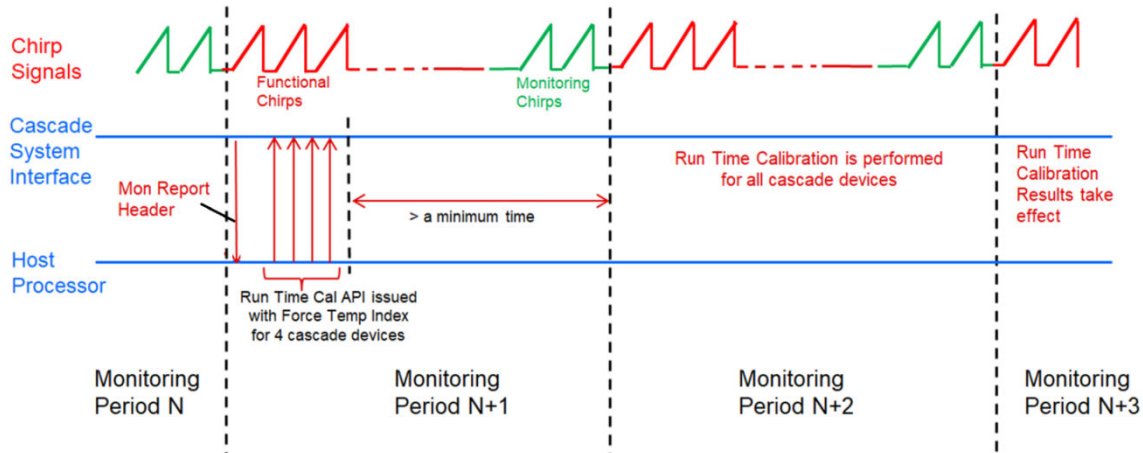 Chirp
Signals
Functional
Chirps
Monitoring
Chirps
Cascade
System
Interface
Mon Report
Header
> a minimum time
Run Time Calibration is performed
for all cascade devices
Run Time
Calibration
Results take
effect
Host
Processor
Run Time Cal API issued
with Force Temp Index
for 4 cascade devices
Monitoring
Period N
Monitoring
Period N+1
Monitoring
Period N+2
Monitoring
Period N+3